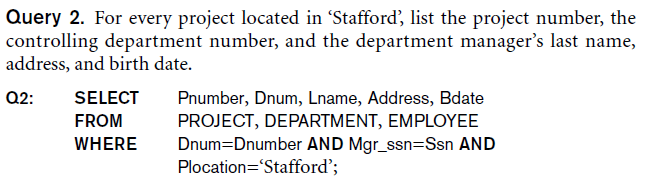 Query 2. For every project located in ‘Stafford’, list the project number, the
controlling department number, and the department manager’s last name,
address, and birth date.
Q2: SELECT Pnumber, Dnum, Lname, Address, Bdate
FROM PROJECT, DEPARTMENT, EMPLOYEE
WHERE Dnum=Dnumber AND Mgr_ssn=Ssn AND
Plocation=‘Stafford’;